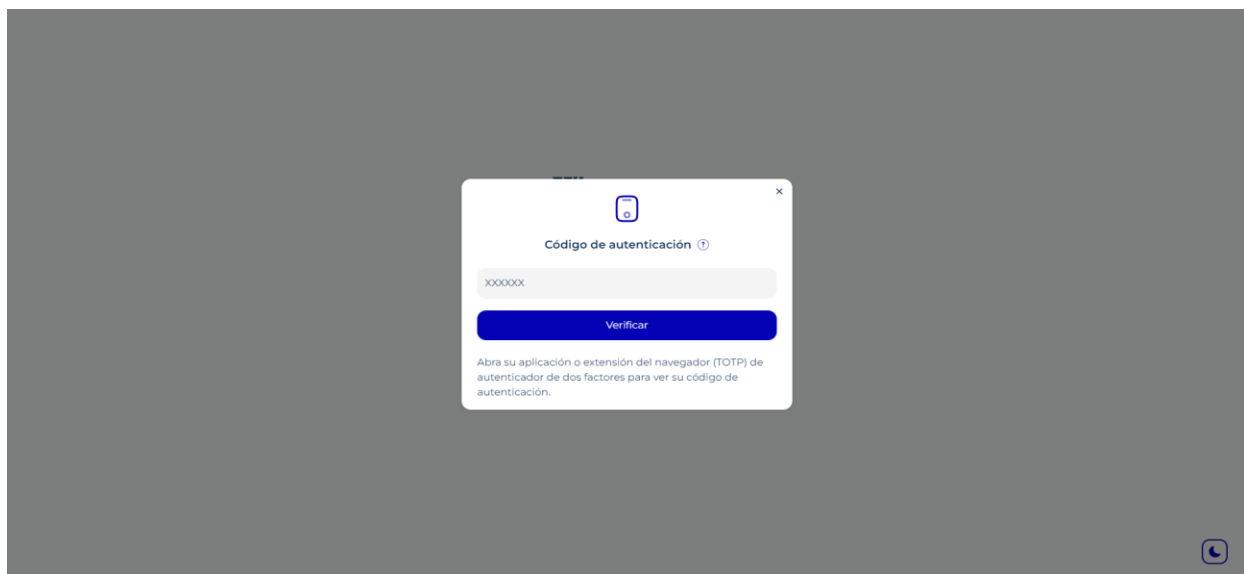 ×
Código de autenticación ?
XXXXXX
Verificar
Abra su aplicación o extensión del navegador (TOTP) de
autenticador de dos factores para ver su código de
autenticación.